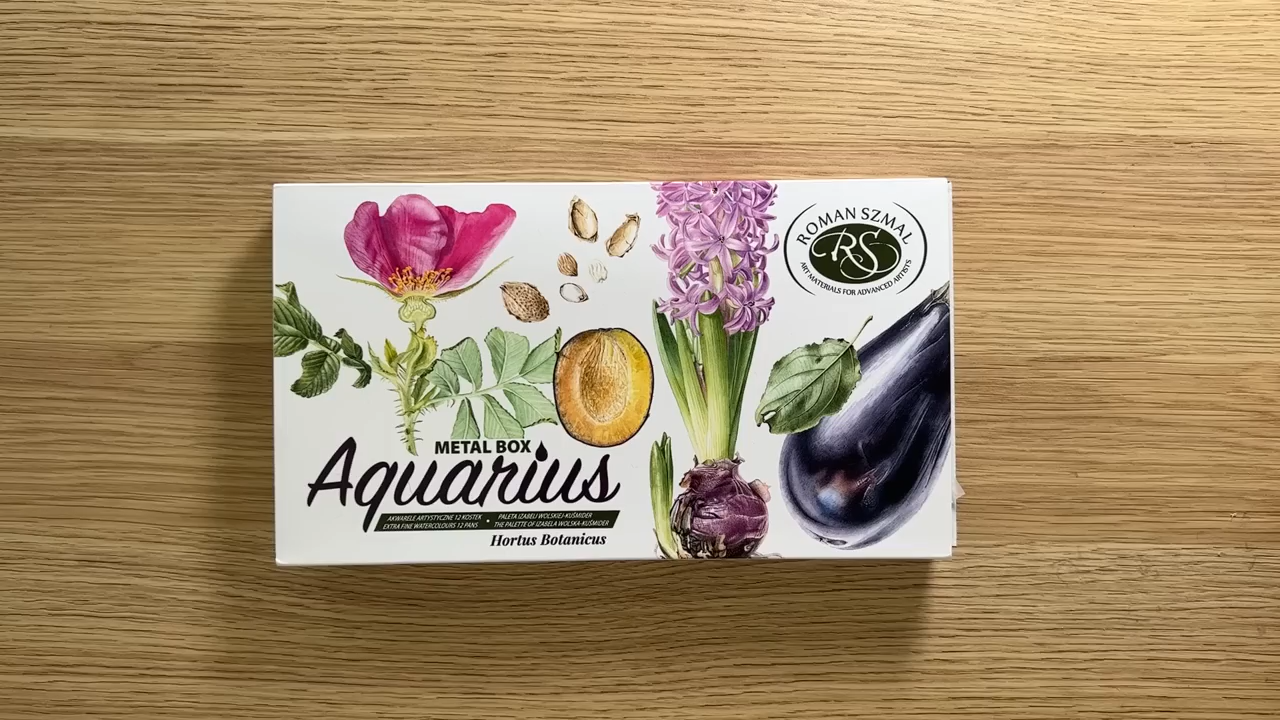 ROMAN SZMAL
RS
ART MATERIALS FOR ADVANCED ARTISTS
METAL BOX
Aquarius
AKWARELE ARTYSTYCZNE 12 KOSTEK • PALETA IZABELI WOLSKIEJ-KUŚMIDER
EXTRA FINE WATERCOLOURS 12 PANS THE PALETTE OF IZABELA WOLSKA-KUŚMIDER
Hortus Botanicus